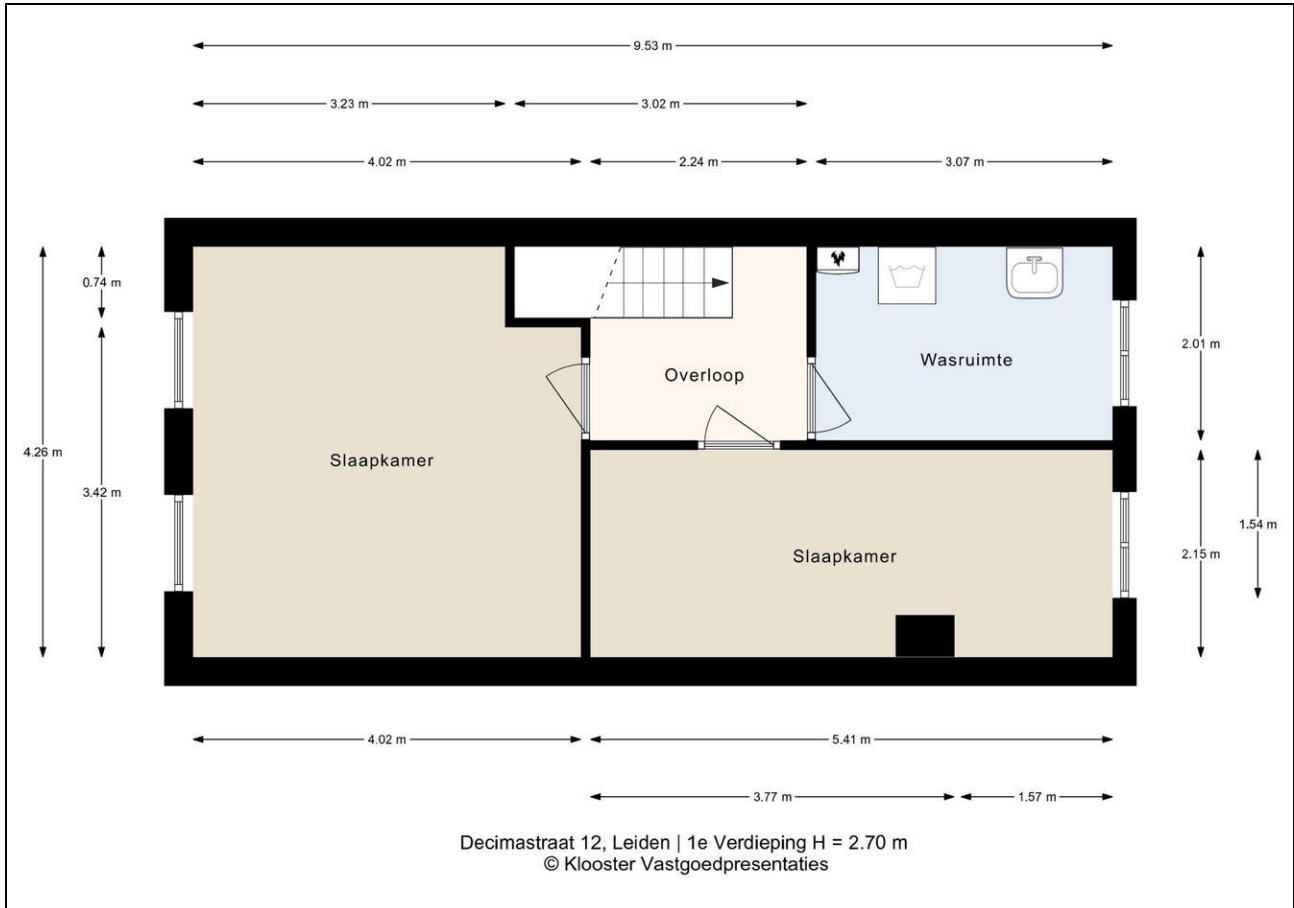 9.53 m
3.23 m
3.02 m
4.02 m
2.24 m
3.07 m
0.74 m
2.01 m
Wasruimte
Overloop
4.26 m
Slaapkamer
3.42 m
1.54 m
2.15 m
Slaapkamer
4.02 m
5.41 m
3.77 m
1.57 m
Decimastraat 12, Leiden | 1e Verdieping H = 2.70 m
© Klooster Vastgoedpresentaties